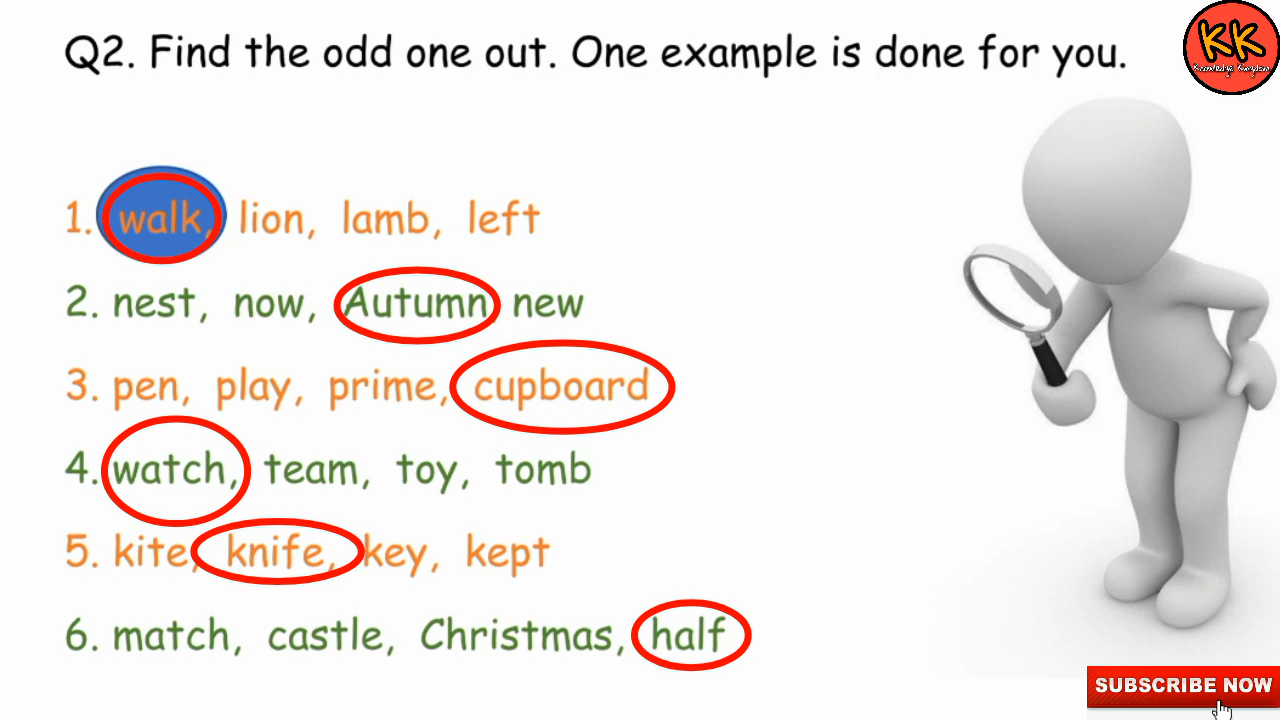 Q2. Find the odd one out. One example is done for you.
KK
Knowledge Kingdom
1. walk, lion, lamb, left
2. nest, now, Autumn, new
3. pen, play, prime, cupboard
4. watch, team, toy, tomb
5. kite, knife, key, kept
6. match, castle, Christmas, half
SUBSCRIBE NOW